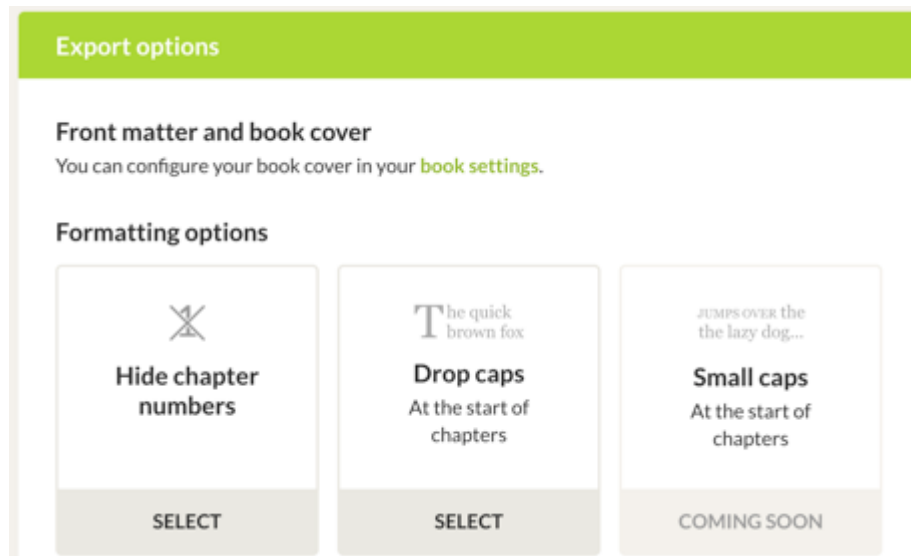 Export options
Front matter and book cover
You can configure your book cover in your book settings.
Formatting options
1
Hide chapter
numbers
SELECT
The quick
brown fox
Drop caps
At the start of
chapters
SELECT
JUMPS OVER the
the lazy dog...
Small caps
At the start of
chapters
COMING SOON